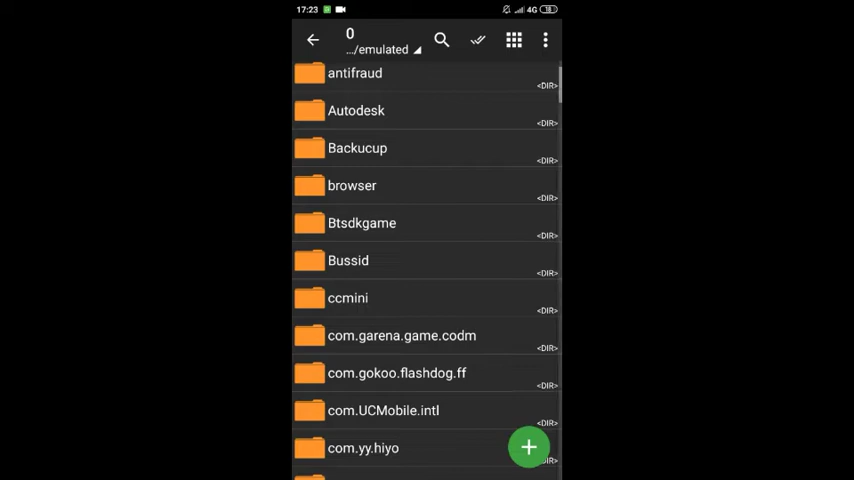 17:23
4G 18
0
.../emulated
antifraud
<DIR>
Autodesk
<DIR>
Backucup
<DIR>
browser
<DIR>
Btsdkgame
<DIR>
Bussid
<DIR>
ccmini
<DIR>
com.garena.game.codm
<DIR>
com.gokoo.flashdog.ff
<DIR>
com.UCMobile.intl
<DIR>
com.yy.hiyo